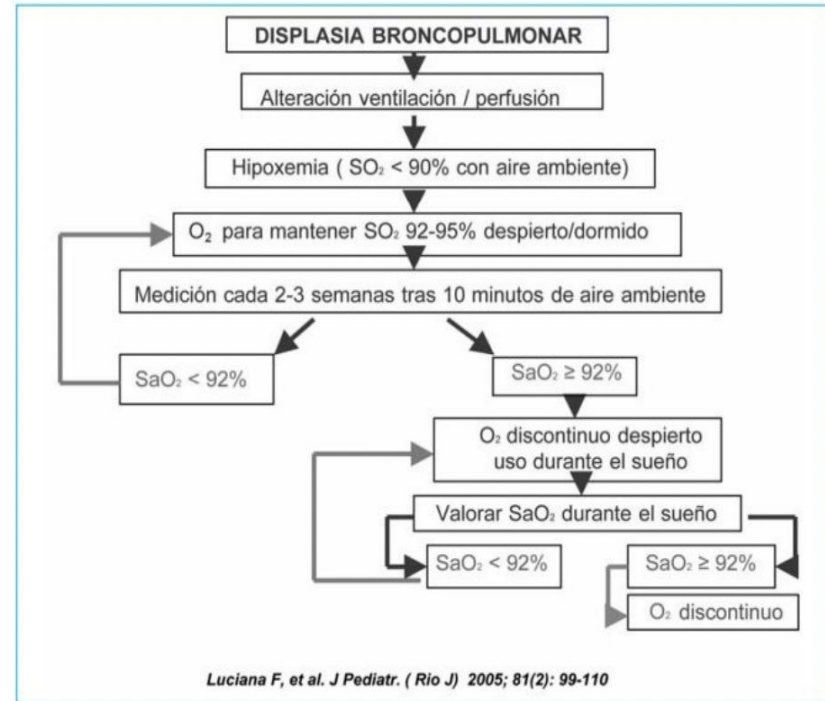 DISPLASIA BRONCOPULMONAR
Alteración ventilación / perfusión
Hipoxemia ( SO₂ < 90% con aire ambiente)
O₂ para mantener SO₂ 92-95% despierto/dormido
Medición cada 2-3 semanas tras 10 minutos de aire ambiente
SaO₂ < 92%
SaO₂ ≥ 92%
O₂ discontinuo despierto
uso durante el sueño
Valorar SaO₂ durante el sueño
SaO₂ < 92%
SaO₂ ≥ 92%
O₂ discontinuo
Luciana F, et al. J Pediatr. ( Rio J) 2005; 81(2): 99-110